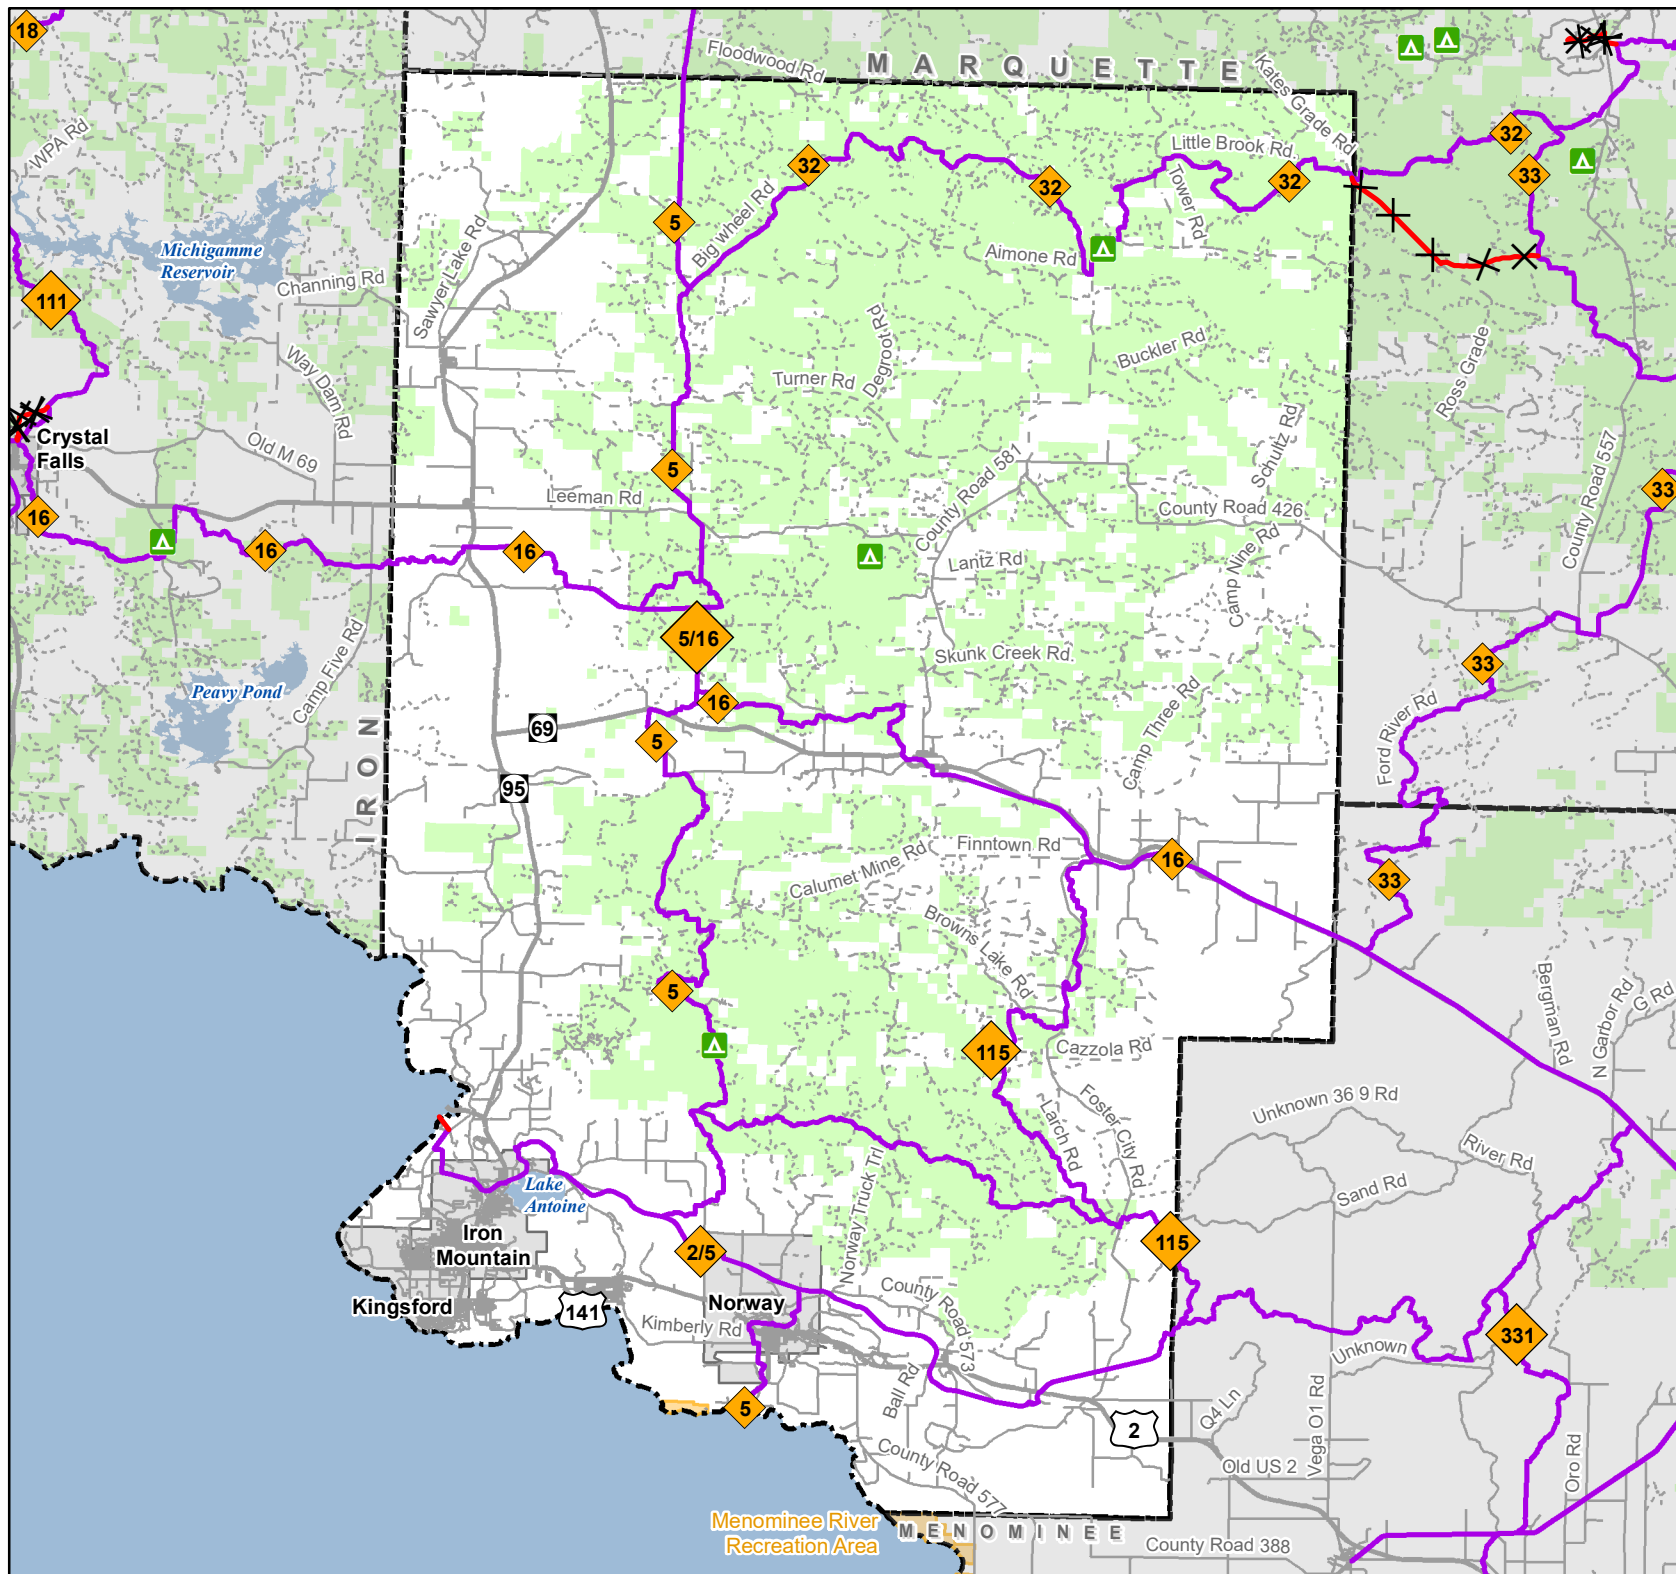 18
Floodwood Rd
MARQUETTE
Kates Grade Rd
WPA Rd
32
32
Little Brook Rd.
32
33
32
32
Tower Rd
5
Big wheel Rd
Sawyer Lake Rd
Michigamme
Reservoir
Channing Rd
Aimone Rd
111
Degroot Rd
Buckler Rd
Ross Grade
Way Dam Rd
Turner Rd
Crystal
Falls
Old M 69
5
County Road 581
Schultz Rd
County Road 557
33
Leeman Rd
County Road 426
16
16
16
Lantz Rd
Camp Nine Rd
5/16
Skunk Creek Rd.
33
Camp Five Rd
Peavy Pond
16
Camp Three Rd
Ford River Rd
IRON
69
5
95
Finntown Rd
16
Calumet Mine Rd
33
Browns Lake Rd
5
Bergman Rd
N Garbor Rd
G Rd
115
Cazzola Rd
Foster City Rd
Larch Rd
Unknown 36 9 Rd
River Rd
Norway Truck Trl
Sand Rd
Lake
Antoine
Iron
Mountain
2/5
115
Kingsford
141
Norway
Kimberly Rd
County Road 573
331
Unknown
Ball Rd
5
Q4 Ln
Vega O1 Rd
2
Oro Rd
County Road 577
Old US 2
Menominee River
Recreation Area
MENOMINEE
County Road 388